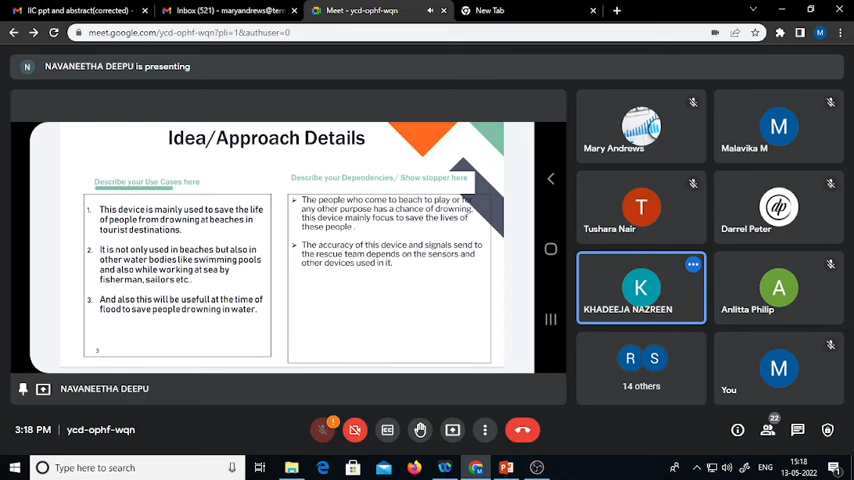 IIC ppt and abstract(corrected) -
Inbox (521) - maryandrews@ter
Meet - ycd-ophf-wqn
New Tab
meet.google.com/ycd-ophf-wqn?pli=1&authuser=0
M
N
NAVANEETHA DEEPU is presenting
Idea/Approach Details
Describe your Use Cases here
Describe your Dependencies / Show stopper here
1. This device is mainly used to save the life
of people from drowning at beaches in
tourist destinations.
2. It is not only used in beaches but also in
other water bodies like swimming pools
and also while working at sea by
fisherman, sailors etc..
3. And also this will be usefull at the time of
flood to save people drowning in water.
3
The people who come to beach to play or for
any other purpose has a chance of drowning,
this device mainly focus to save the lives of
these people .
The accuracy of this device and signals send to
the rescue team depends on the sensors and
other devices used in it.
NAVANEETHA DEEPU
Mary Andrews
M
Malavika M
T
Tushara Nair
dp
Darrel Peter
K
KHADEEJA NAZREEN
A
Anlitta Philip
R S
14 others
M
You
3:18 PM
ycd-ophf-wqn
22
Type here to search
ENG
15:18
13-05-2022